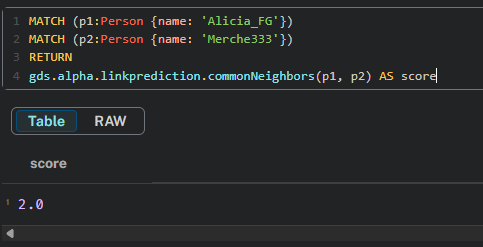 1 MATCH (p1:Person {name: 'Alicia_FG'})
2 MATCH (p2:Person {name: 'Merche333'})
3 RETURN
4 gds.alpha.linkprediction.commonNeighbors(p1, p2) AS score
Table RAW
score
1 2.0